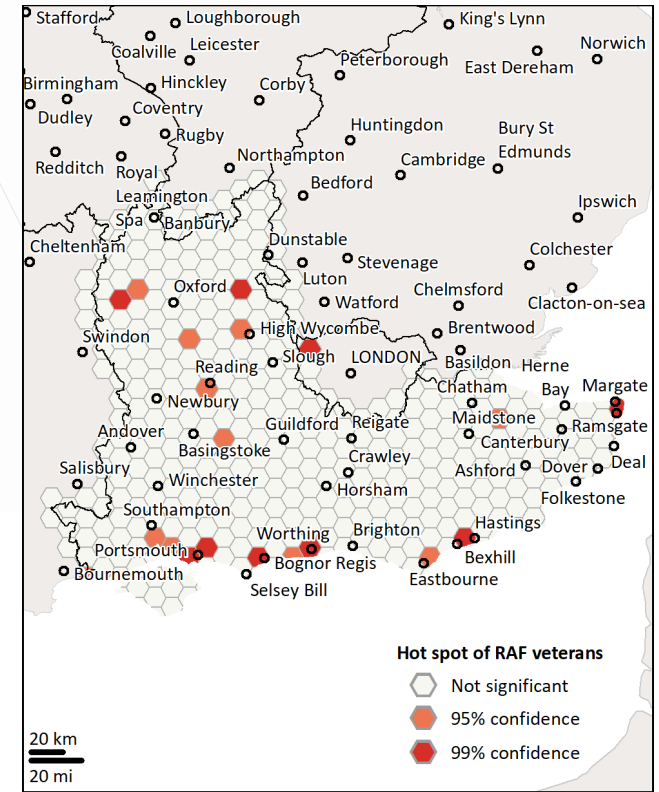 Stafford
Loughborough
King's Lynn
Coalville
Leicester
Norwich
Peterborough
East Dereham
Birmingham
Hinckley
Corby
Dudley
Coventry
Rugby
Huntingdon
Bury St
Edmunds
Redditch
Royal
Leamington
Spa
Northampton
Cambridge
Bedford
Ipswich
Banbury
Cheltenham
Dunstable
Stevenage
Colchester
Luton
Oxford
Watford
Chelmsford
Clacton-on-sea
Swindon
High Wycombe
Brentwood
Slough
LONDON
Basildon
Herne
Bay
Reading
Chatham
Margate
Newbury
Maidstone
Ramsgate
Andover
Guildford
Reigate
Canterbury
Basingstoke
Crawley
Salisbury
Winchester
Horsham
Ashford
Dover
Deal
Folkestone
Southampton
Worthing
Brighton
Hastings
Portsmouth
Bognor Regis
Bexhill
Bournemouth
Eastbourne
Selsey Bill
Hot spot of RAF veterans
Not significant
95% confidence
99% confidence
20 km
20 mi